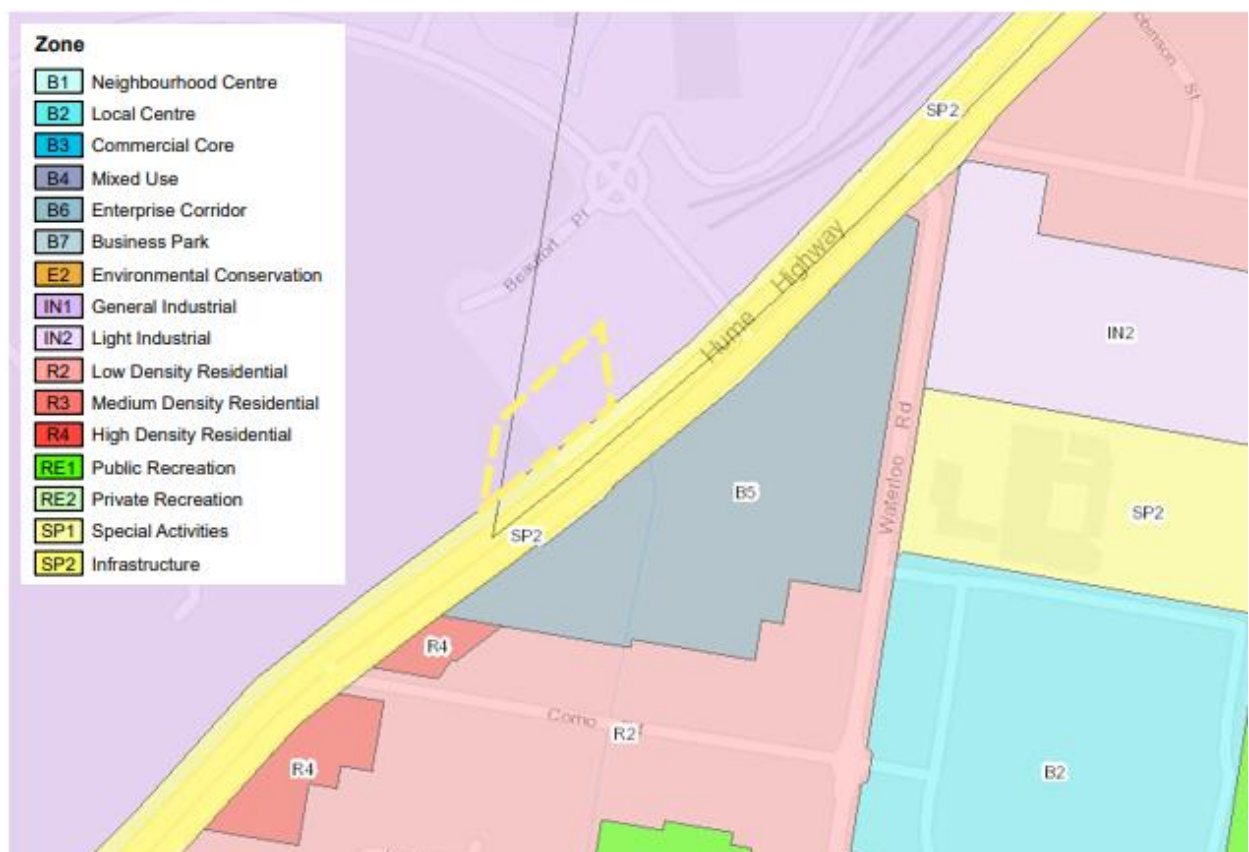 Zone
B1 Neighbourhood Centre
B2 Local Centre
B3 Commercial Core
B4 Mixed Use
B6 Enterprise Corridor
B7 Business Park
E2 Environmental Conservation
IN1 General Industrial
IN2 Light Industrial
R2 Low Density Residential
R3 Medium Density Residential
R4 High Density Residential
RE1 Public Recreation
RE2 Private Recreation
SP1 Special Activities
SP2 Infrastructure
St
SP2
Beaufort Pl
Hume Highway
IN2
Waterloo Rd
B5
SP2
SP2
R4
Como
R2
R4
B2